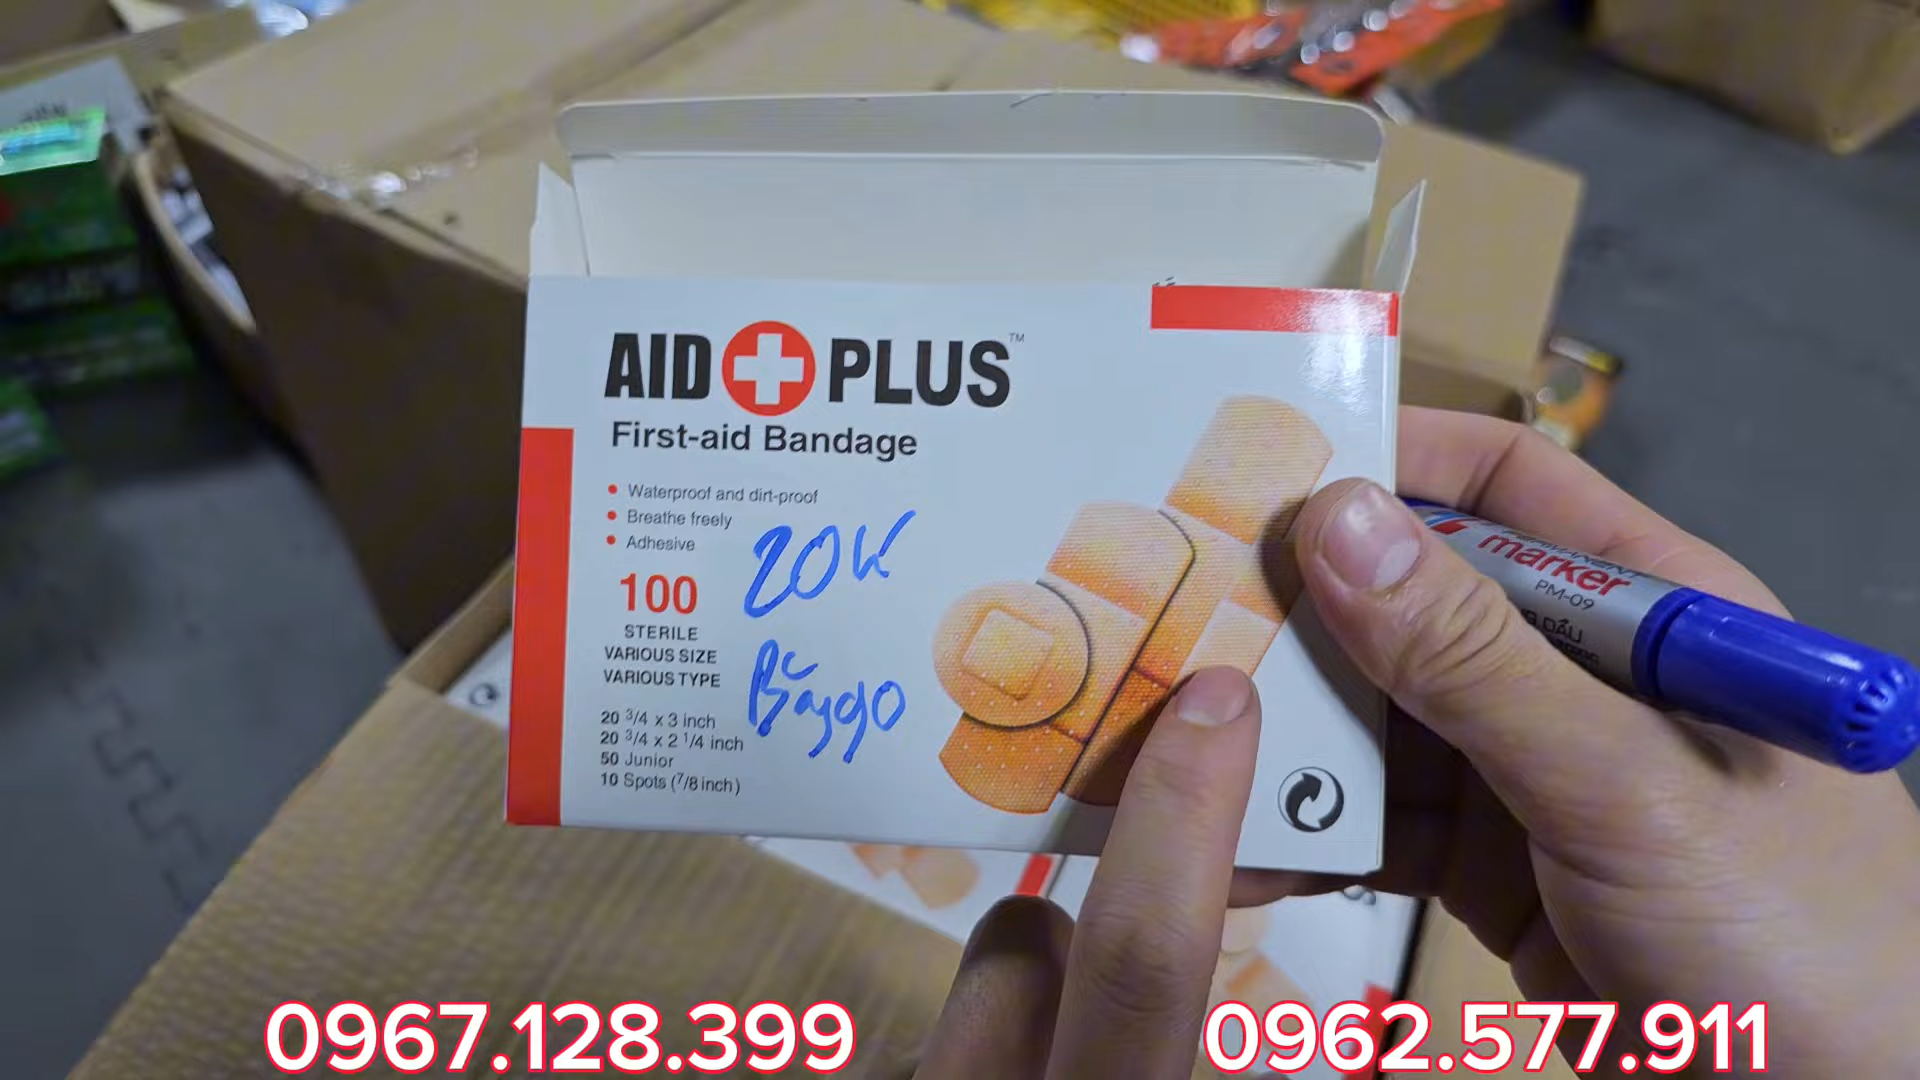 AID PLUS™
First-aid Bandage
Waterproof and dirt-proof
Breathe freely
Adhesive
20K
100
STERILE
VARIOUS SIZE
VARIOUS TYPE
20 3/4 x 3 inch
20 3/4 x 2 1/4 inch
50 Junior
10 Spots (7/8 inch)
PERMANENT
marker
PM-09
DẦU
0967.128.399
0962.577.911